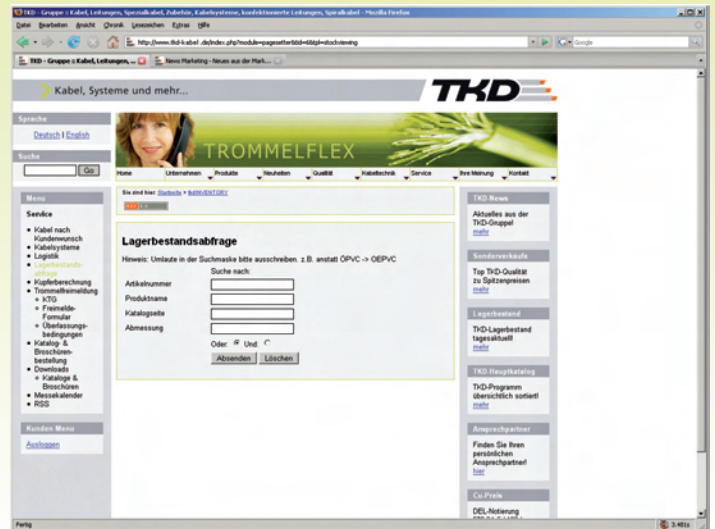 TKD - Gruppe :: Kabel, Leitungen, Spezialkabel, Zubehör, Kabelsysteme, konfektionierte Leitungen, Spiralkabel - Mozilla Firefox
Datei Bearbeiten Ansicht Chronik Lesezeichen Extras Hilfe
Google
TKD - Gruppe :: Kabel, Leitungen, ...
News Marketing - Neues aus der Mark...
Kabel, Systeme und mehr...
TKD
Sprache
Deutsch | English
Suche
Go
TROMMELFLEX
Home Unternehmen Produkte Neuheiten Qualität Kabeltechnik Service Ihre Meinung Kontakt
Menu
Service
Kabel nach
Kundenwunsch
Kabelsysteme
Logistik
Lagerbestands-
abfrage
Kupferberechnung
Trommelfreimeldung
KTG
Freimelde-
Formular
Überlassungs-
bedingungen
Katalog- &
Broschüren-
bestellung
Downloads
Kataloge &
Broschüren
Messekalender
RSS
Kunden Menu
Ausloggen
Sie sind hier: Startseite > tkdINVENTORY
Lagerbestandsabfrage
Hinweis: Umlaute in der Suchmaske bitte ausschreiben. z.B. anstatt ÖPVC -> OEPVC
Suche nach:
Artikelnummer
Produktname
Katalogseite
Abmessung
Oder: Und:
Absenden Löschen
TKD-News
Aktuelles aus der
TKD-Gruppe!
mehr
Sonderverkäufe
Top TKD-Qualität
zu Spitzenpreisen
mehr
Lagerbestand
TKD-Lagerbestand
tagesaktuell!
mehr
TKD-Hauptkatalog
TKD-Programm
übersichtlich sortiert!
mehr
Ansprechpartner
Finden Sie Ihren
persönlichen
Ansprechpartner!
hier
Cu-Preis
DEL-Notierung
Fertig
3.481s